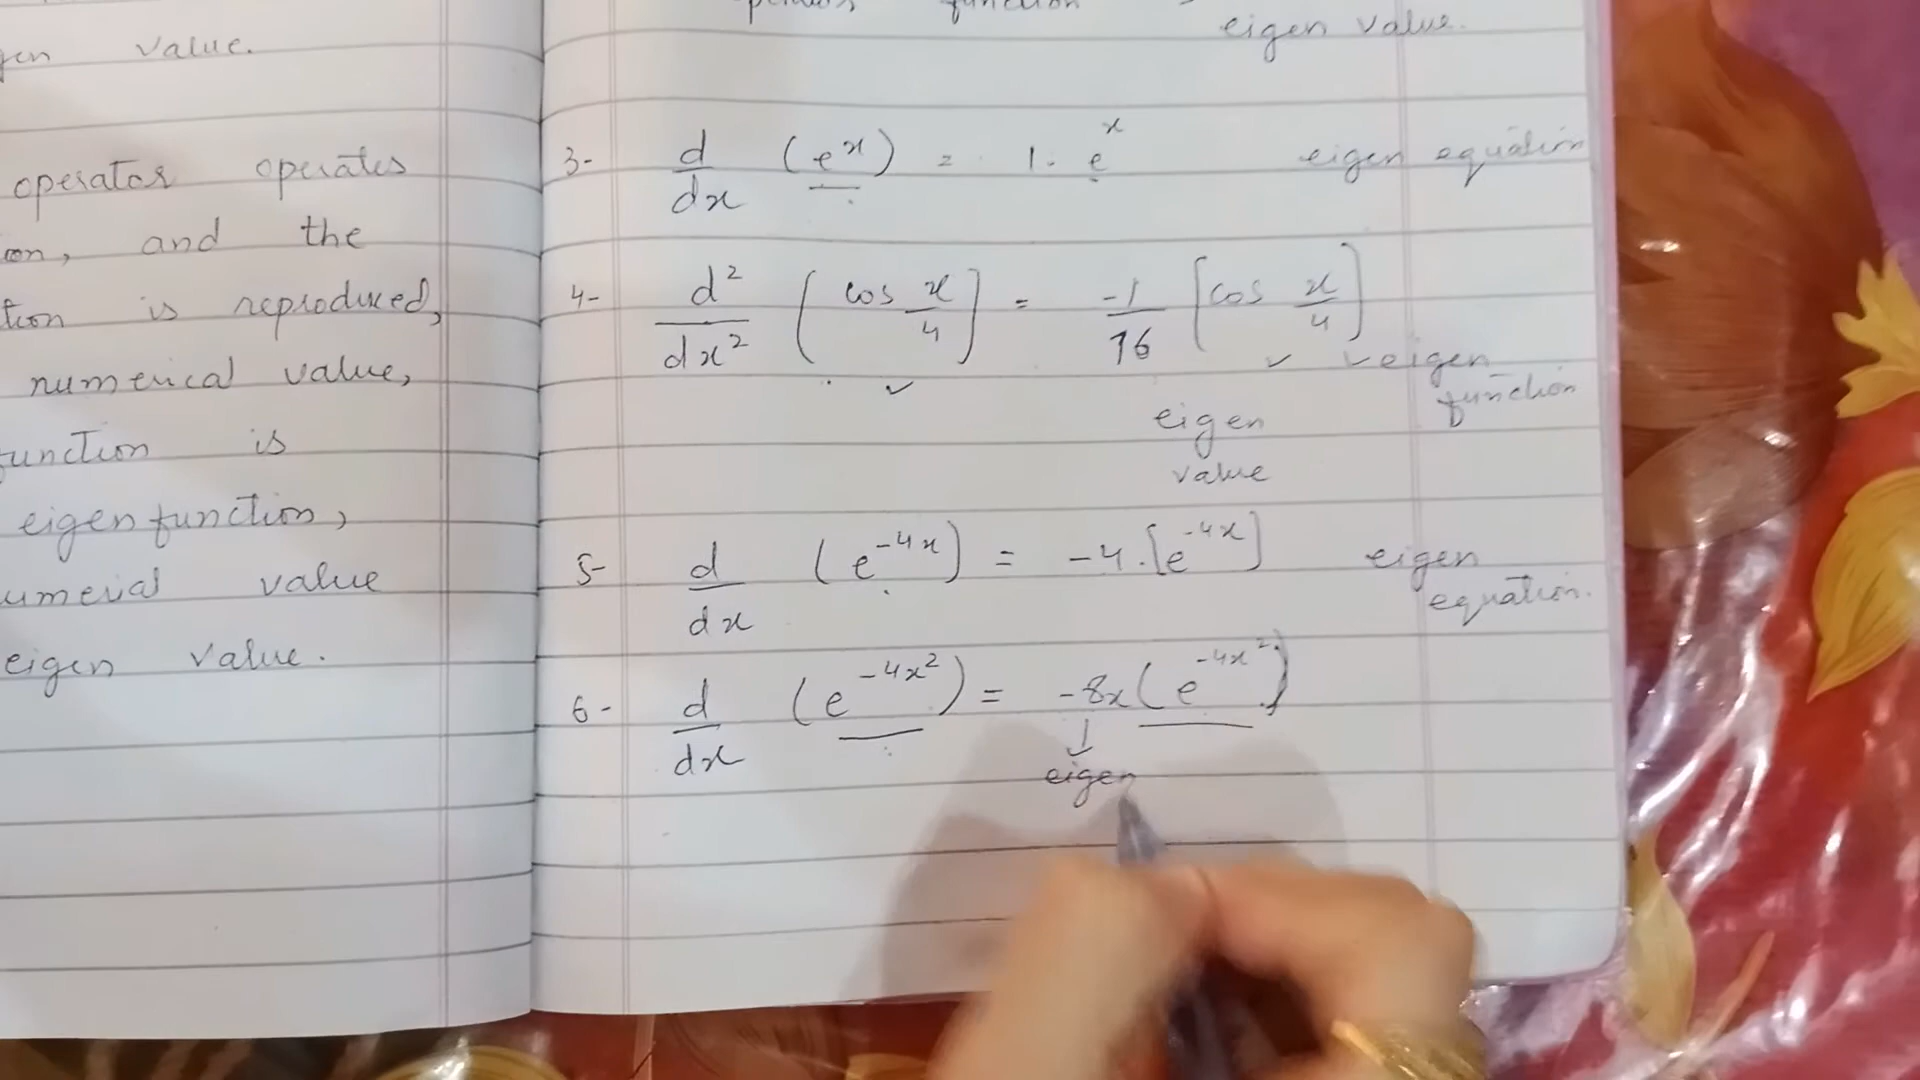 value.
operator operates
and the
is reproduced,
numerical value,
function is
eigenfunction,
value
eigen value.
function
eigen value.
3- d/dx (e^x) = 1. e^x eigen equation
4- d²/dx² (cos x/4] = -1/16 [cos x/4]
eigen function
eigen
value
5- d/dx (e^-4x) = -4.[e^-4x] eigen
equation.
6- d/dx (e^-4x²) = -8x(e^-4x²)
↓
eigen